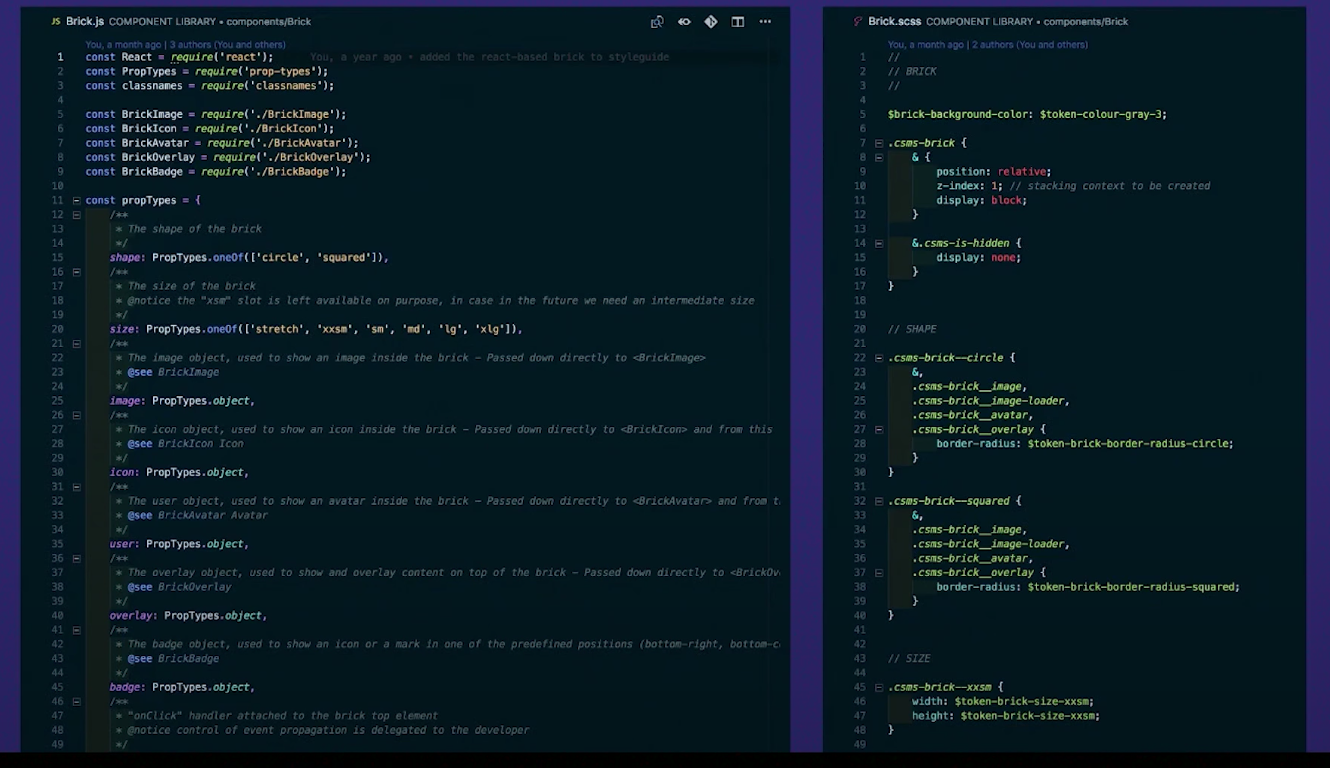 JS Brick.js COMPONENT LIBRARY • components/Brick
You, a month ago | 3 authors (You and others)
1 const React = require('react'); You, a year ago • added the react-based brick to styleguide
2 const PropTypes = require('prop-types');
3 const classnames = require('classnames');
4
5 const BrickImage = require('./BrickImage');
6 const BrickIcon = require('./BrickIcon');
7 const BrickAvatar = require('./BrickAvatar');
8 const BrickOverlay = require('./BrickOverlay');
9 const BrickBadge = require('./BrickBadge');
10
11 const propTypes = {
12 /**
13 * The shape of the brick
14 */
15 shape: PropTypes.oneOf(['circle', 'squared']),
16 /**
17 * The size of the brick
18 * @notice the "xsm" slot is left available on purpose, in case in the future we need an intermediate size
19 */
20 size: PropTypes.oneOf(['stretch', 'xxsm', 'sm', 'md', 'lg', 'xlg']),
21 /**
22 * The image object, used to show an image inside the brick – Passed down directly to <BrickImage>
23 * @see BrickImage
24 */
25 image: PropTypes.object,
26 /**
27 * The icon object, used to show an icon inside the brick – Passed down directly to <BrickIcon> and from this
28 * @see BrickIcon Icon
29 */
30 icon: PropTypes.object,
31 /**
32 * The user object, used to show an avatar inside the brick – Passed down directly to <BrickAvatar> and from t
33 * @see BrickAvatar Avatar
34 */
35 user: PropTypes.object,
36 /**
37 * The overlay object, used to show and overlay content on top of the brick – Passed down directly to <BrickOv
38 * @see BrickOverlay
39 */
40 overlay: PropTypes.object,
41 /**
42 * The badge object, used to show an icon or a mark in one of the predefined positions (bottom-right, bottom-c
43 * @see BrickBadge
44 */
45 badge: PropTypes.object,
46 /**
47 * "onClick" handler attached to the brick top element
48 * @notice control of event propagation is delegated to the developer
49 */
Brick.scss COMPONENT LIBRARY • components/Brick
You, a month ago | 2 authors (You and others)
1 //
2 // BRICK
3 //
4
5 $brick-background-color: $token-colour-gray-3;
6
7 .csms-brick {
8 & {
9 position: relative;
10 z-index: 1; // stacking context to be created
11 display: block;
12 }
13
14 &.csms-is-hidden {
15 display: none;
16 }
17 }
18
19
20 // SHAPE
21
22 .csms-brick--circle {
23 &,
24 .csms-brick__image,
25 .csms-brick__image-loader,
26 .csms-brick__avatar,
27 .csms-brick__overlay {
28 border-radius: $token-brick-border-radius-circle;
29 }
30 }
31
32 .csms-brick--squared {
33 &,
34 .csms-brick__image,
35 .csms-brick__image-loader,
36 .csms-brick__avatar,
37 .csms-brick__overlay {
38 border-radius: $token-brick-border-radius-squared;
39 }
40 }
41
42
43 // SIZE
44
45 .csms-brick--xxsm {
46 width: $token-brick-size-xxsm;
47 height: $token-brick-size-xxsm;
48 }
49